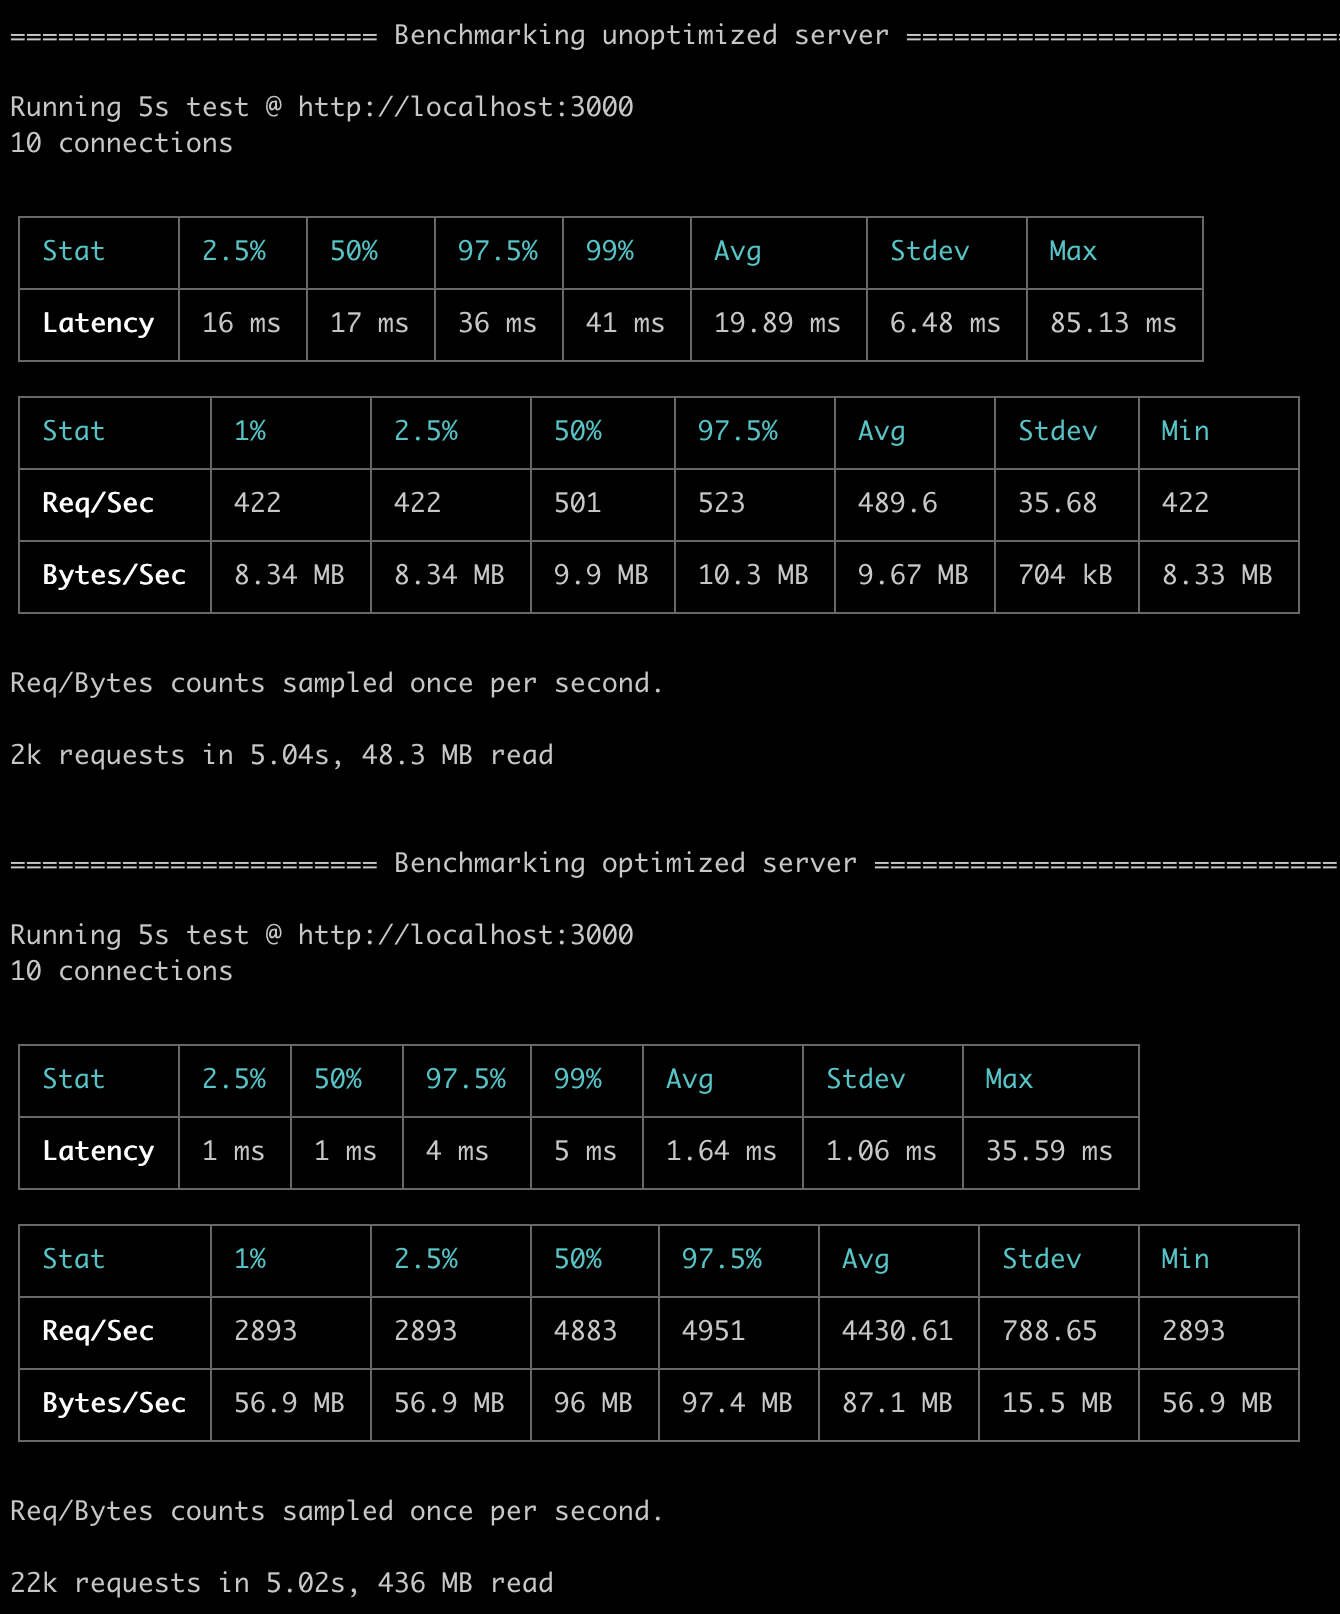 ======================= Benchmarking unoptimized server ===========================
Running 5s test @ http://localhost:3000
10 connections
Stat 2.5% 50% 97.5% 99% Avg Stdev Max
Latency 16 ms 17 ms 36 ms 41 ms 19.89 ms 6.48 ms 85.13 ms
Stat 1% 2.5% 50% 97.5% Avg Stdev Min
Req/Sec 422 422 501 523 489.6 35.68 422
Bytes/Sec 8.34 MB 8.34 MB 9.9 MB 10.3 MB 9.67 MB 704 kB 8.33 MB
Req/Bytes counts sampled once per second.
2k requests in 5.04s, 48.3 MB read
======================= Benchmarking optimized server =============================
Running 5s test @ http://localhost:3000
10 connections
Stat 2.5% 50% 97.5% 99% Avg Stdev Max
Latency 1 ms 1 ms 4 ms 5 ms 1.64 ms 1.06 ms 35.59 ms
Stat 1% 2.5% 50% 97.5% Avg Stdev Min
Req/Sec 2893 2893 4883 4951 4430.61 788.65 2893
Bytes/Sec 56.9 MB 56.9 MB 96 MB 97.4 MB 87.1 MB 15.5 MB 56.9 MB
Req/Bytes counts sampled once per second.
22k requests in 5.02s, 436 MB read